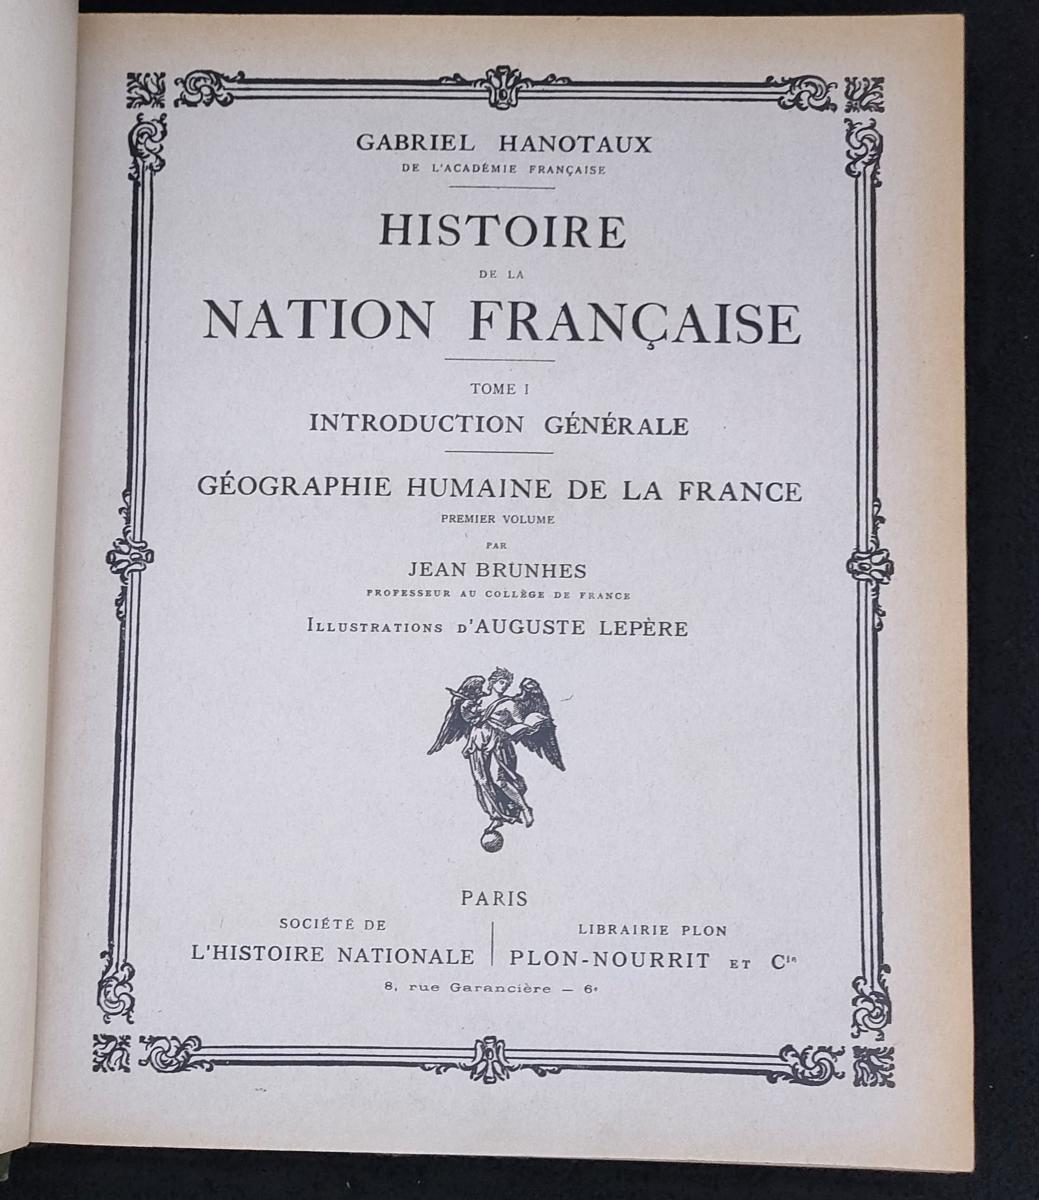 GABRIEL HANOTAUX
DE L'ACADÉMIE FRANÇAISE
HISTOIRE
DE LA
NATION FRANÇAISE
TOME I
INTRODUCTION GÉNÉRALE
GÉOGRAPHIE HUMAINE DE LA FRANCE
PREMIER VOLUME
PAR
JEAN BRUNHES
PROFESSEUR AU COLLÈGE DE FRANCE
ILLUSTRATIONS D'AUGUSTE LEPÈRE
PARIS
SOCIÉTÉ DE
L'HISTOIRE NATIONALE
LIBRAIRIE PLON
PLON-NOURRIT ET Cie
8, rue Garancière — 6e